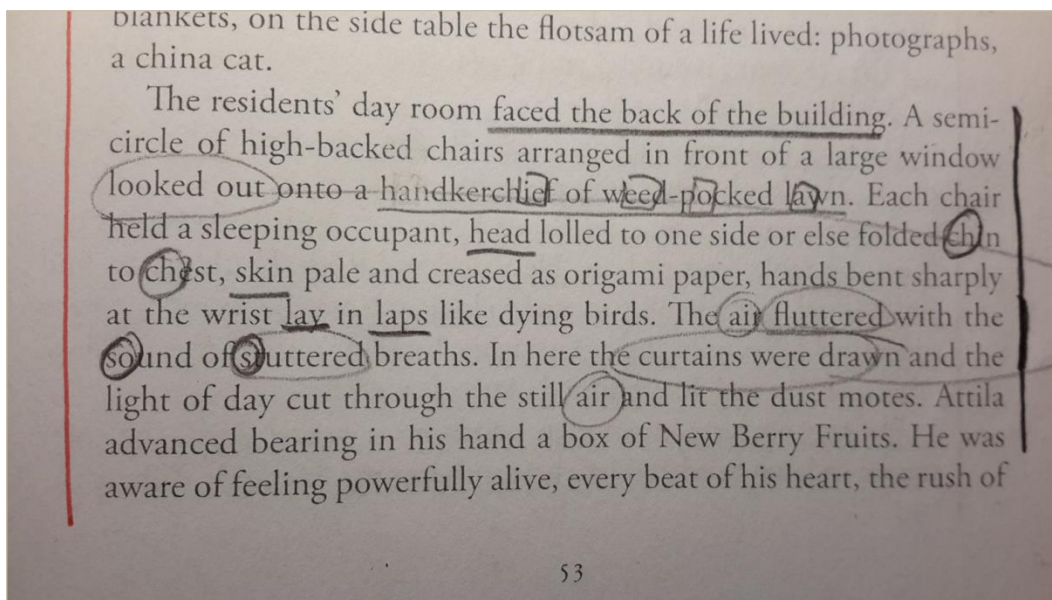 blankets, on the side table the flotsam of a life lived: photographs,
a china cat.
The residents’ day room faced the back of the building. A semi-
circle of high-backed chairs arranged in front of a large window
looked out onto a handkerchief of weed-pocked lawn. Each chair
held a sleeping occupant, head lolled to one side or else folded chin
to chest, skin pale and creased as origami paper, hands bent sharply
at the wrist lay in laps like dying birds. The air fluttered with the
sound of stuttered breaths. In here the curtains were drawn and the
light of day cut through the still air and lit the dust motes. Attila
advanced bearing in his hand a box of New Berry Fruits. He was
aware of feeling powerfully alive, every beat of his heart, the rush of
53